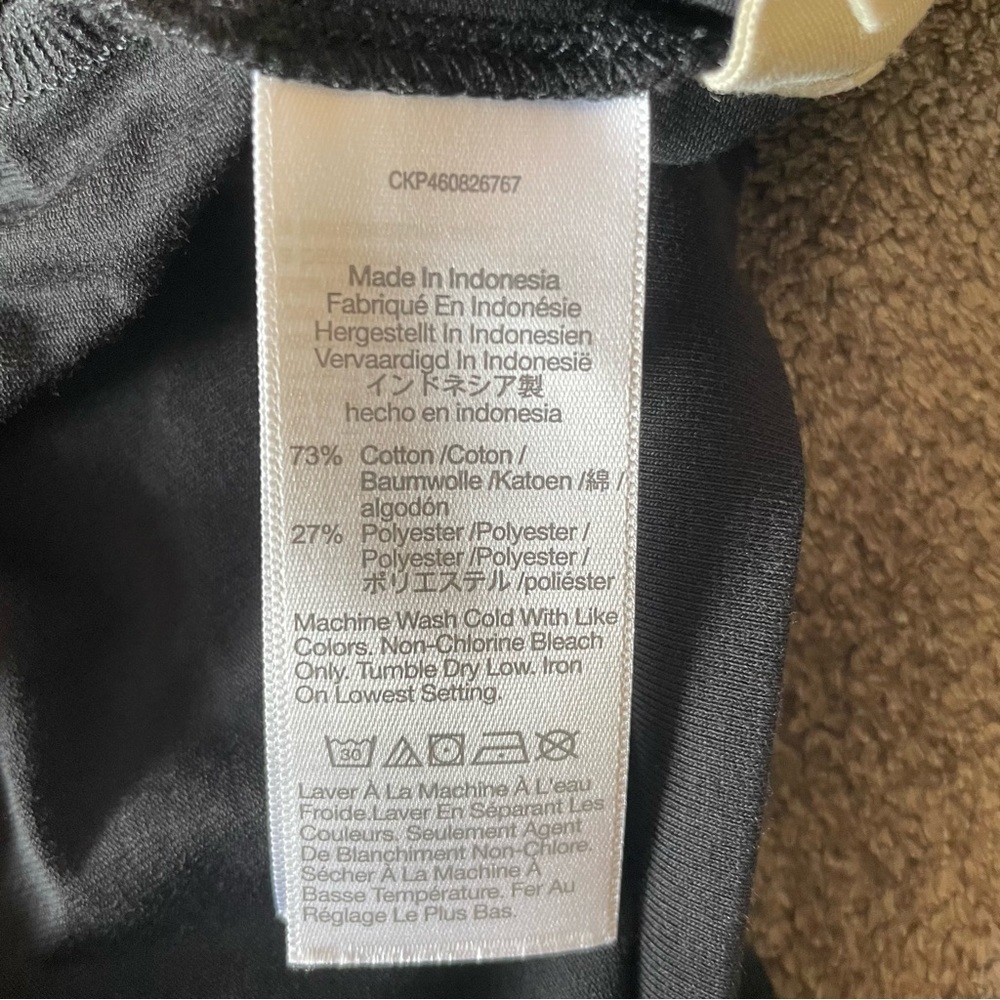 CKP460826767
Made In Indonesia
Fabriqué En Indonésie
Hergestellt In Indonesien
Vervaardigd In Indonesië
インドネシア製
hecho en indonesia
73% Cotton /Coton /
Baumwolle /Katoen /綿 /
algodón
27% Polyester /Polyester /
Polyester /Polyester /
ポリエステル /poliéster
Machine Wash Cold With Like
Colors. Non-Chlorine Bleach
Only. Tumble Dry Low. Iron
On Lowest Setting.
30
Laver À La Machine À L'eau
Froide.Laver En Séparant Les
Couleurs. Seulement Agent
De Blanchiment Non-Chlore.
Sécher À La Machine À
Basse Température. Fer Au
Réglage Le Plus Bas.